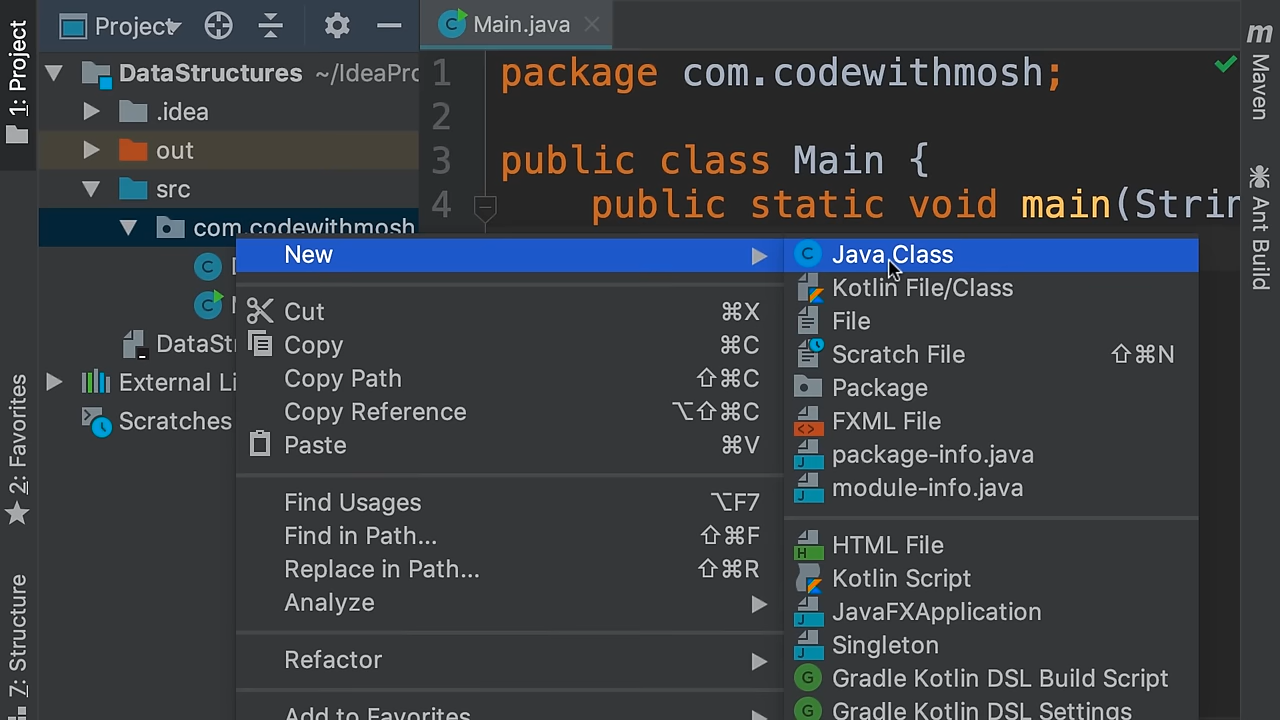 1: Project
2: Favorites
7: Structure
Project
DataStructures ~/IdeaPro
.idea
out
src
com.codewithmosh
D
DataSt
External Li
Scratches
Main.java
1 package com.codewithmosh;
2
3 public class Main {
4 public static void main(Strin
New
Cut ⌘X
Copy ⌘C
Copy Path ⇧⌘C
Copy Reference ⌥⇧⌘C
Paste ⌘V
Find Usages ⌥F7
Find in Path... ⇧⌘F
Replace in Path... ⇧⌘R
Analyze
Refactor
Add to Favorites
Java Class
Kotlin File/Class
File
Scratch File ⇧⌘N
Package
FXML File
package-info.java
module-info.java
HTML File
Kotlin Script
JavaFXApplication
Singleton
Gradle Kotlin DSL Build Script
Gradle Kotlin DSL Settings
Maven
Ant Build